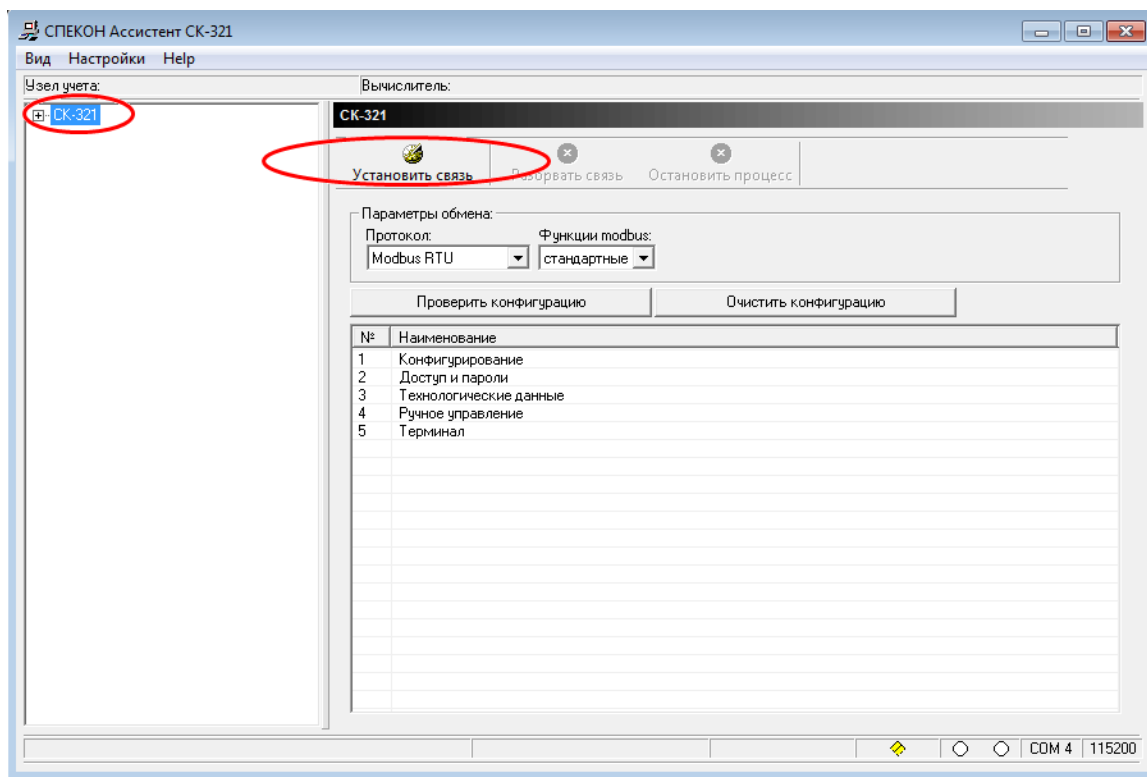 СПЕКОН Ассистент СК-321
Вид Настройки Help
Узел учета: Вычислитель:
СК-321
СК-321
Установить связь Разорвать связь Остановить процесс
Параметры обмена:
Протокол: Функции modbus:
Modbus RTU стандартные
Проверить конфигурацию Очистить конфигурацию
№ Наименование
1 Конфигурирование
2 Доступ и пароли
3 Технологические данные
4 Ручное управление
5 Терминал
COM 4 115200